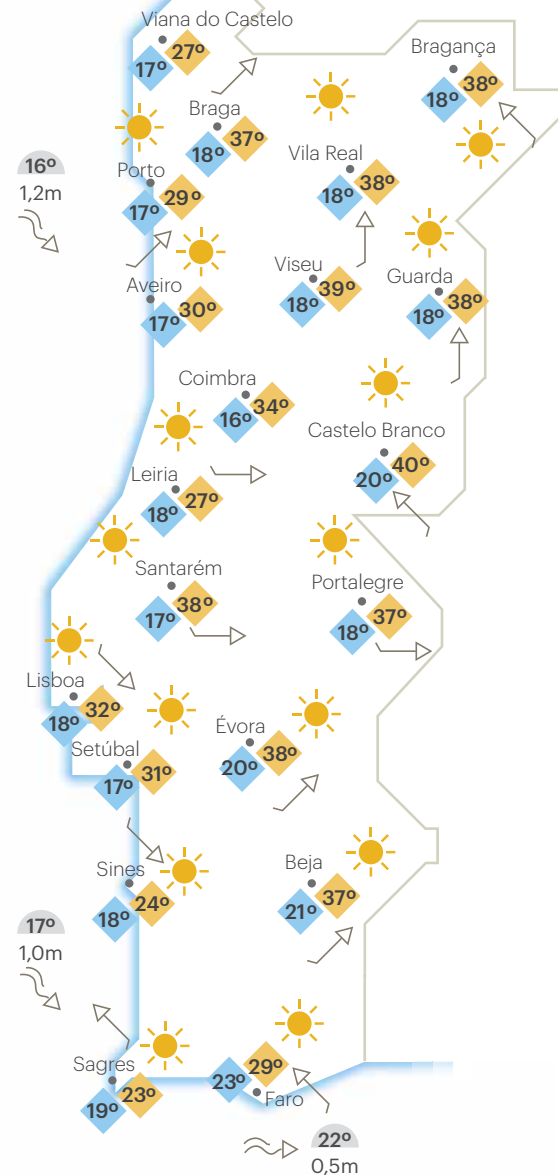 Viana do Castelo
17º 27º
Bragança
18º 38º
Braga
18º 37º
Vila Real
18º 38º
16º
1,2m
Porto
17º 29º
Viseu
18º 39º
Guarda
18º 38º
Aveiro
17º 30º
Coimbra
16º 34º
Castelo Branco
20º 40º
Leiria
18º 27º
Santarém
17º 38º
Portalegre
18º 37º
Lisboa
18º 32º
Évora
20º 38º
Setúbal
17º 31º
Sines
18º 24º
Beja
21º 37º
17º
1,0m
Sagres
19º 23º
23º 29º
Faro
22º
0,5m